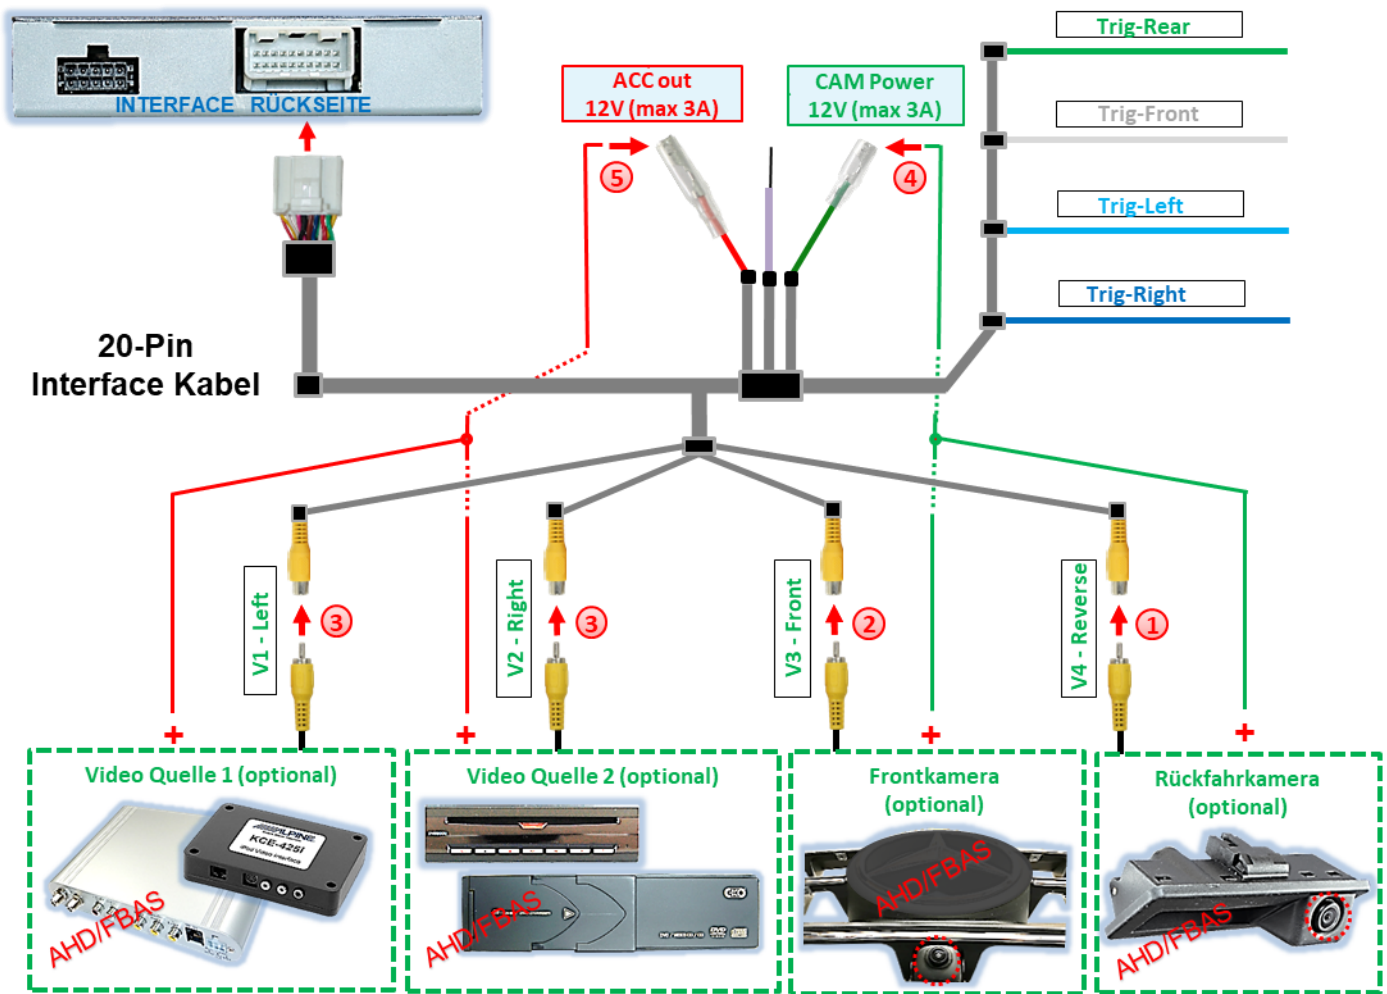 INTERFACE RÜCKSEITE
ACC out
12V (max 3A)
CAM Power
12V (max 3A)
Trig-Rear
Trig-Front
Trig-Left
Trig-Right
5
4
20-Pin
Interface Kabel
V1 - Left
3
V2 - Right
3
V3 - Front
2
V4 - Reverse
1
+
+
+
+
Video Quelle 1 (optional)
ALPINE
KCE-425i
iPod Video Interface
AHD/FBAS
Video Quelle 2 (optional)
AHD/FBAS
Frontkamera
(optional)
AHD/FBAS
Rückfahrkamera
(optional)
AHD/FBAS